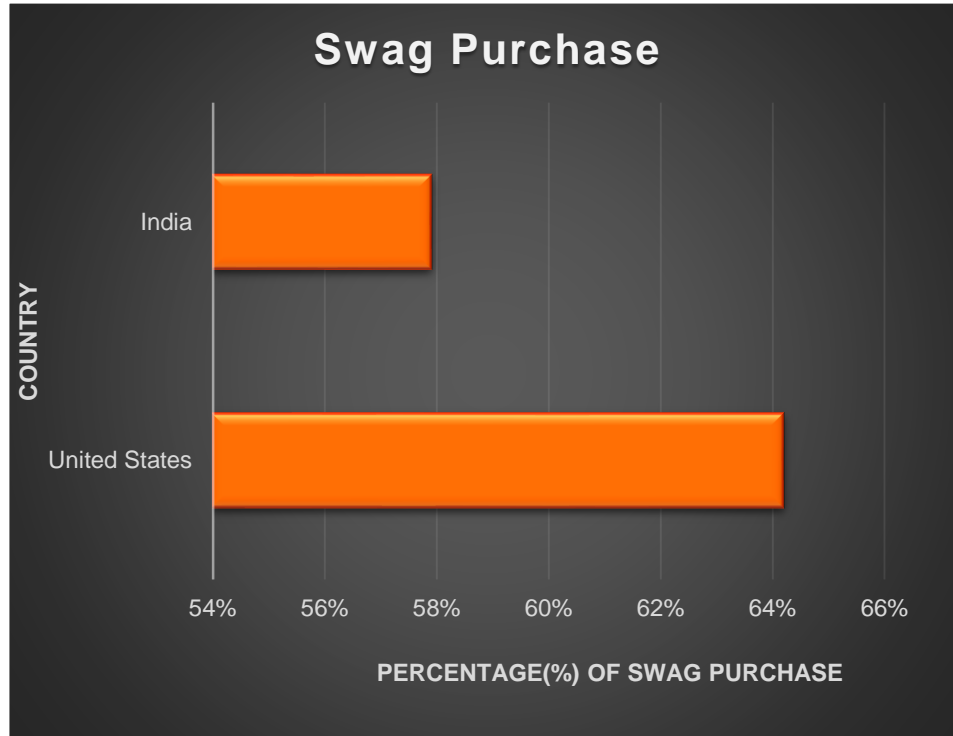 Swag Purchase
India
COUNTRY
United States
54% 56% 58% 60% 62% 64% 66%
PERCENTAGE(%) OF SWAG PURCHASE